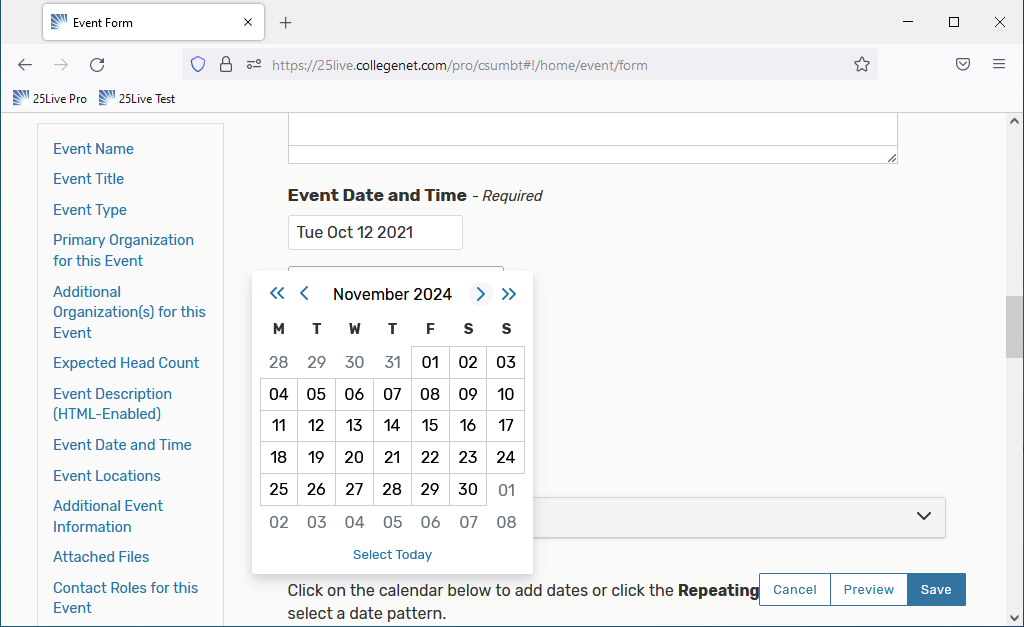 Event Form
https://25live.collegenet.com/pro/csumbt#!/home/event/form
25Live Pro 25Live Test
Event Name
Event Title
Event Type
Primary Organization
for this Event
Additional
Organization(s) for this
Event
Expected Head Count
Event Description
(HTML-Enabled)
Event Date and Time
Event Locations
Additional Event
Information
Attached Files
Contact Roles for this
Event
Event Date and Time - Required
Tue Oct 12 2021
November 2024
M T W T F S S
28 29 30 31 01 02 03
04 05 06 07 08 09 10
11 12 13 14 15 16 17
18 19 20 21 22 23 24
25 26 27 28 29 30 01
02 03 04 05 06 07 08
Select Today
Click on the calendar below to add dates or click the Repeating
select a date pattern.
Cancel Preview Save